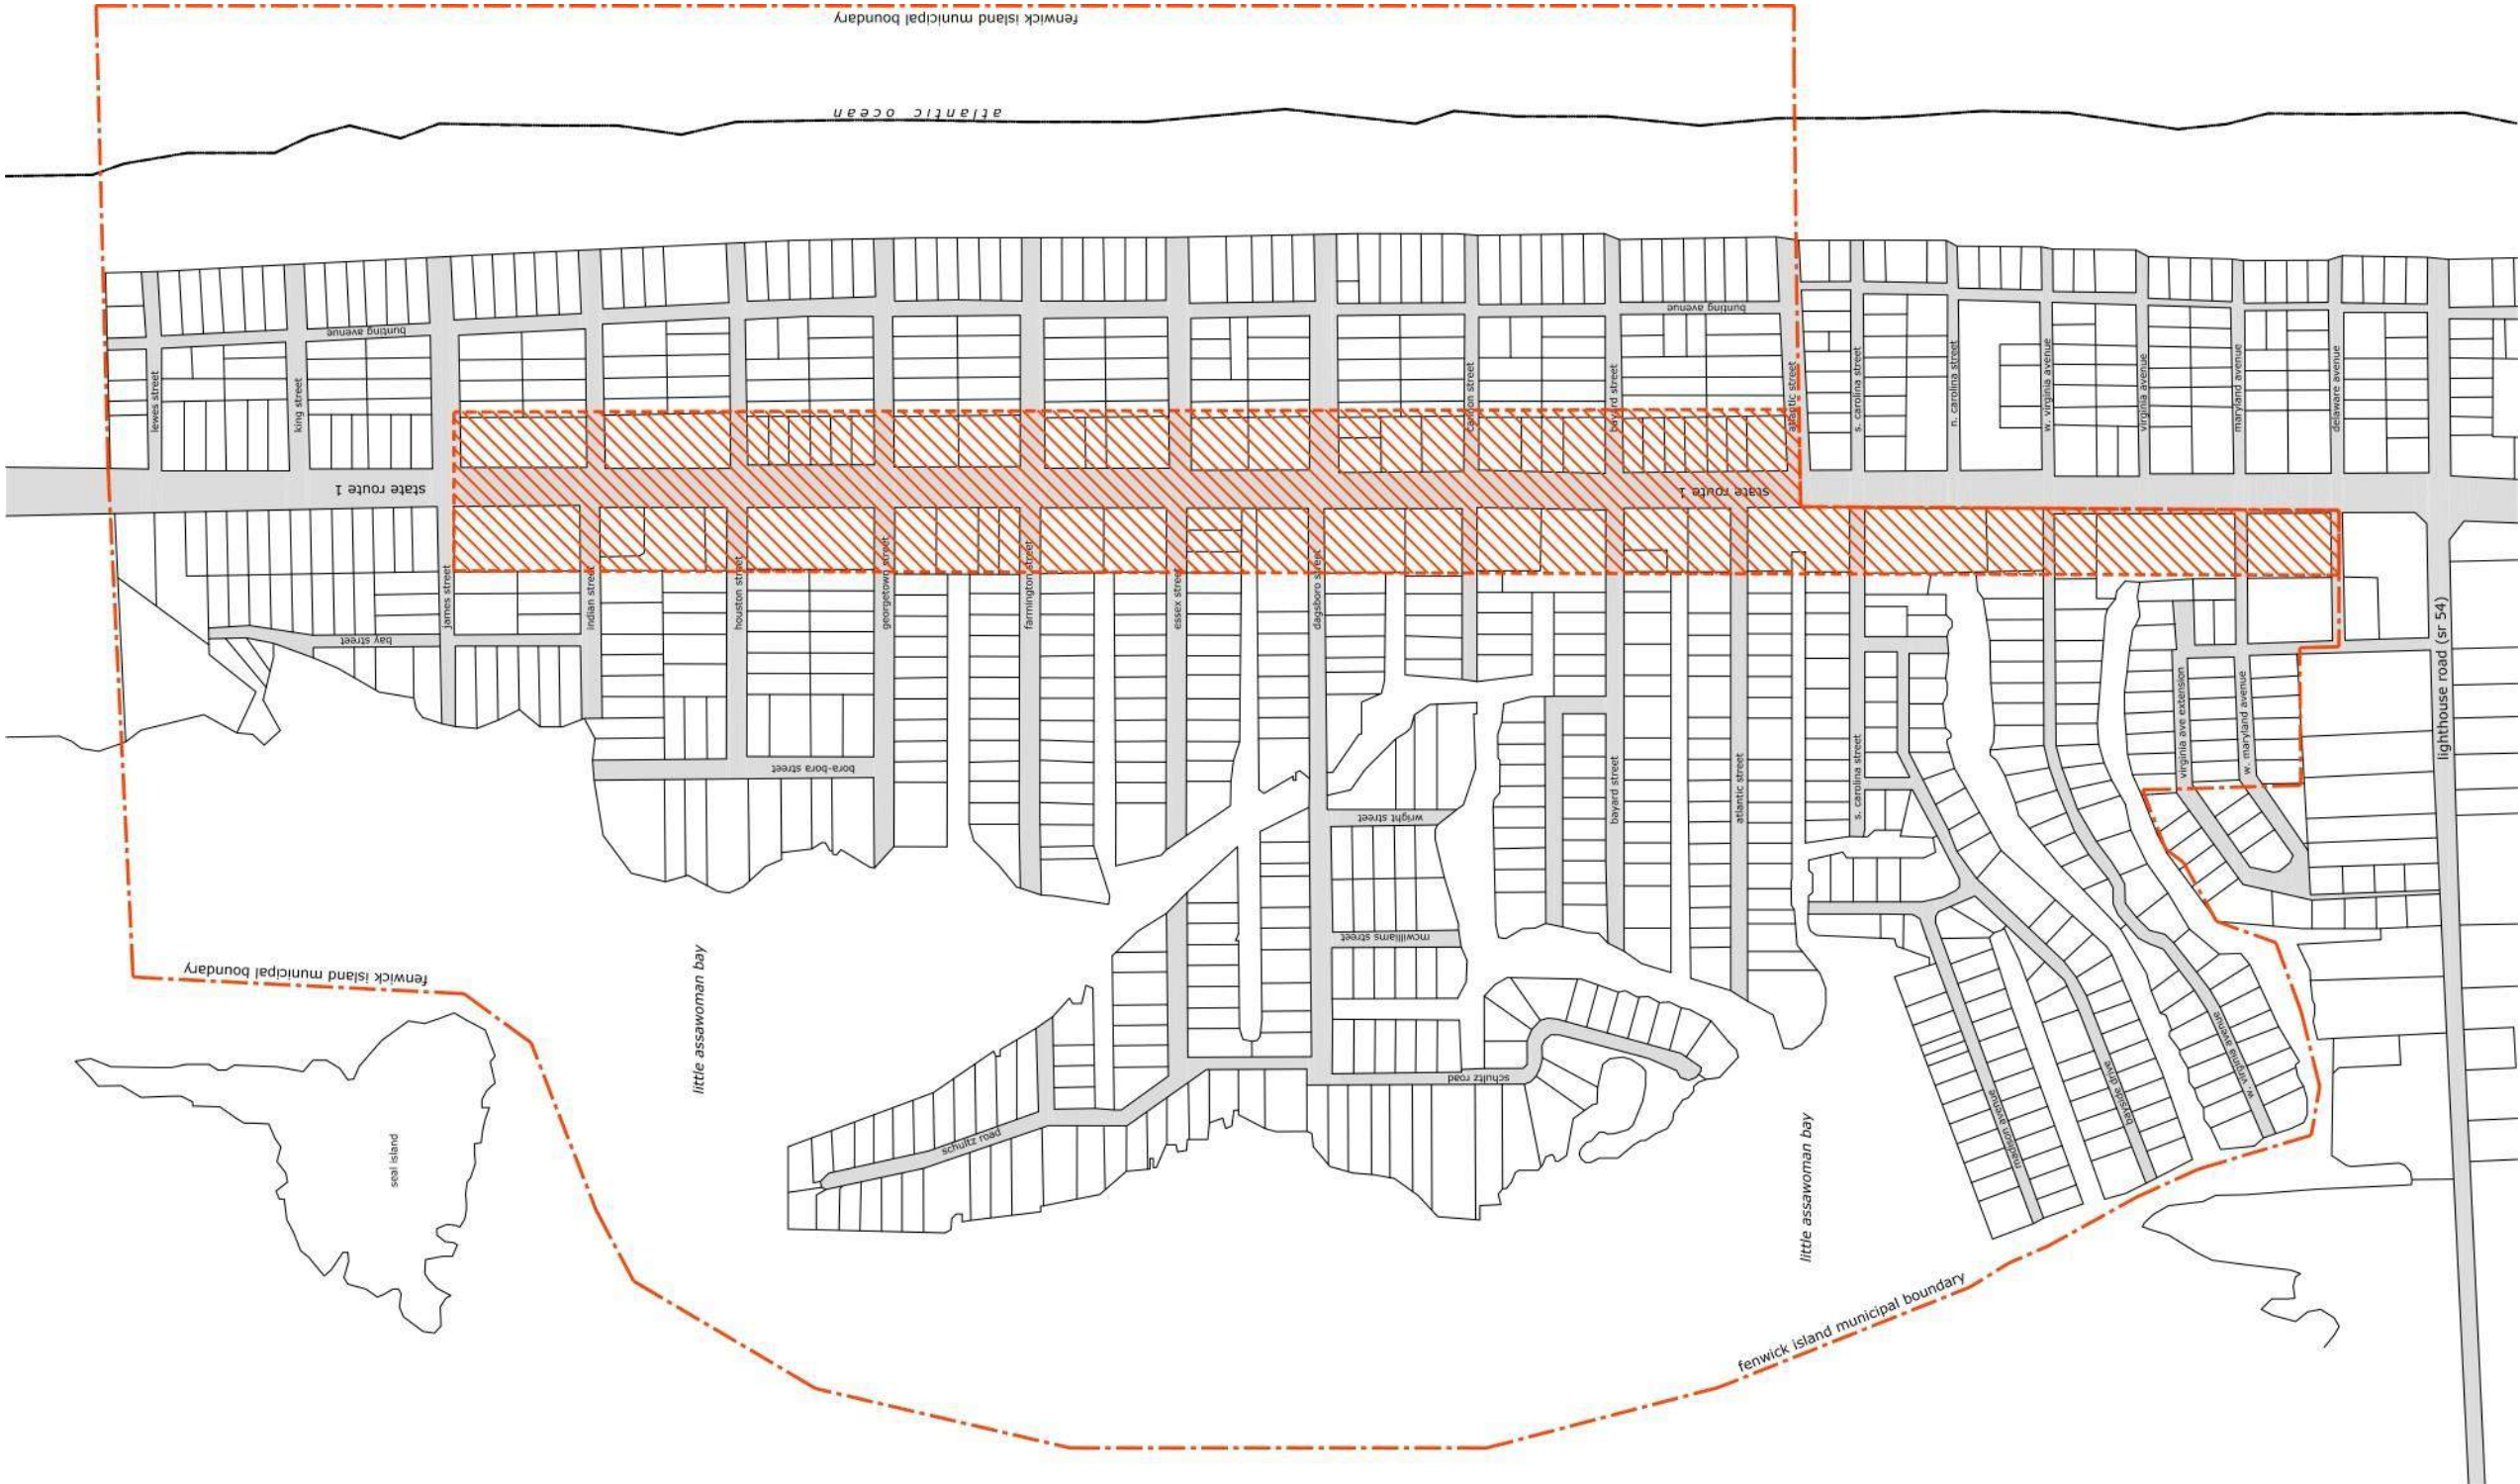 fenwick island municipal boundary
atlantic ocean
bunting avenue
bunting avenue
lewes street
king street
cannon street
bayard street
atlantic street
s. carolina street
n. carolina street
w. virginia avenue
virginia avenue
maryland avenue
delaware avenue
state route 1
state route 1
james street
indian street
houston street
georgetown street
farmington street
essex street
dagsboro street
bay street
bora-bora street
wright street
bayard street
atlantic street
s. carolina street
virginia ave extension
w. maryland avenue
lighthouse road (sr 54)
mcwilliams street
fenwick island municipal boundary
little assawoman bay
schultz road
schultz road
seal island
little assawoman bay
madison avenue
bayside drive
w. virginia avenue
fenwick island municipal boundary